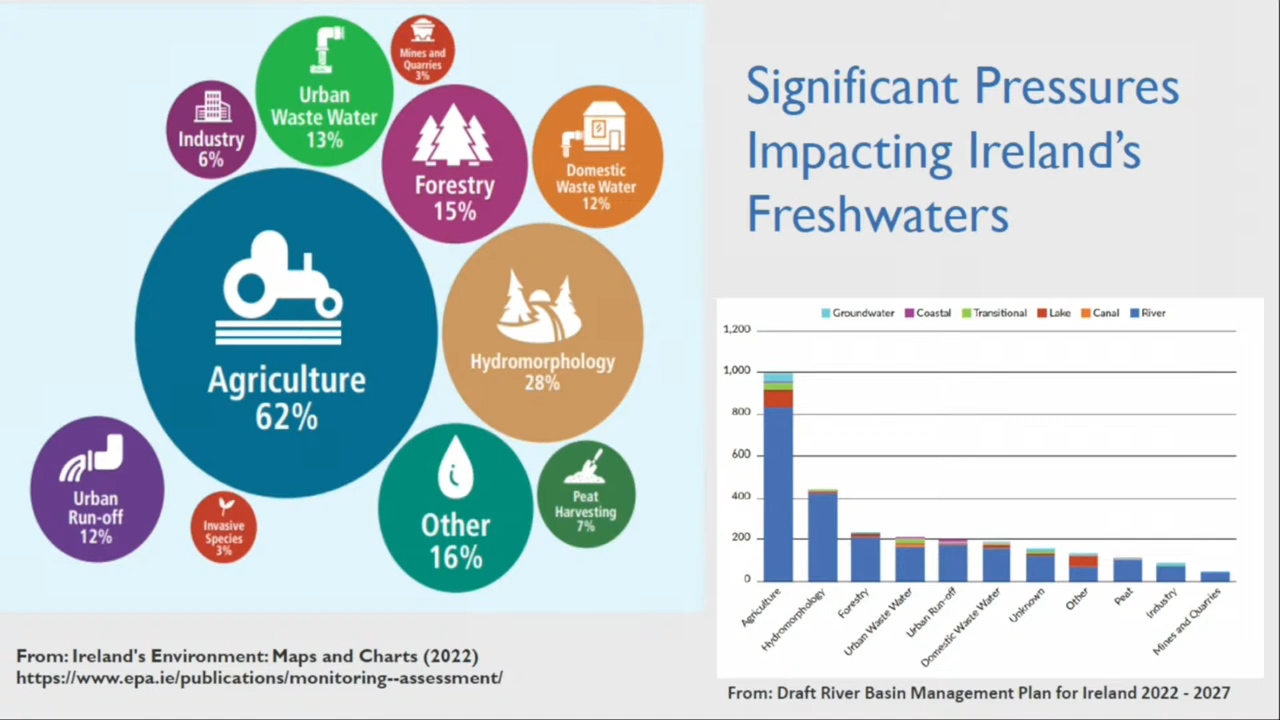 Significant Pressures
Impacting Ireland's
Freshwaters
Mines and
Quarries
3%
Urban
Waste Water
13%
Industry
6%
Forestry
15%
Domestic
Waste Water
12%
Agriculture
62%
Hydromorphology
28%
Urban
Run-off
12%
Invasive
Species
3%
Other
16%
Peat
Harvesting
7%
From: Ireland's Environment: Maps and Charts (2022)
https://www.epa.ie/publications/monitoring--assessment/
Groundwater Coastal Transitional Lake Canal River
1,200
1,000
800
600
400
200
0
Agriculture
Hydromorphology
Forestry
Urban Waste Water
Urban Run-off
Domestic Waste Water
Unknown
Other
Peat
Industry
Mines and Quarries
From: Draft River Basin Management Plan for Ireland 2022 - 2027